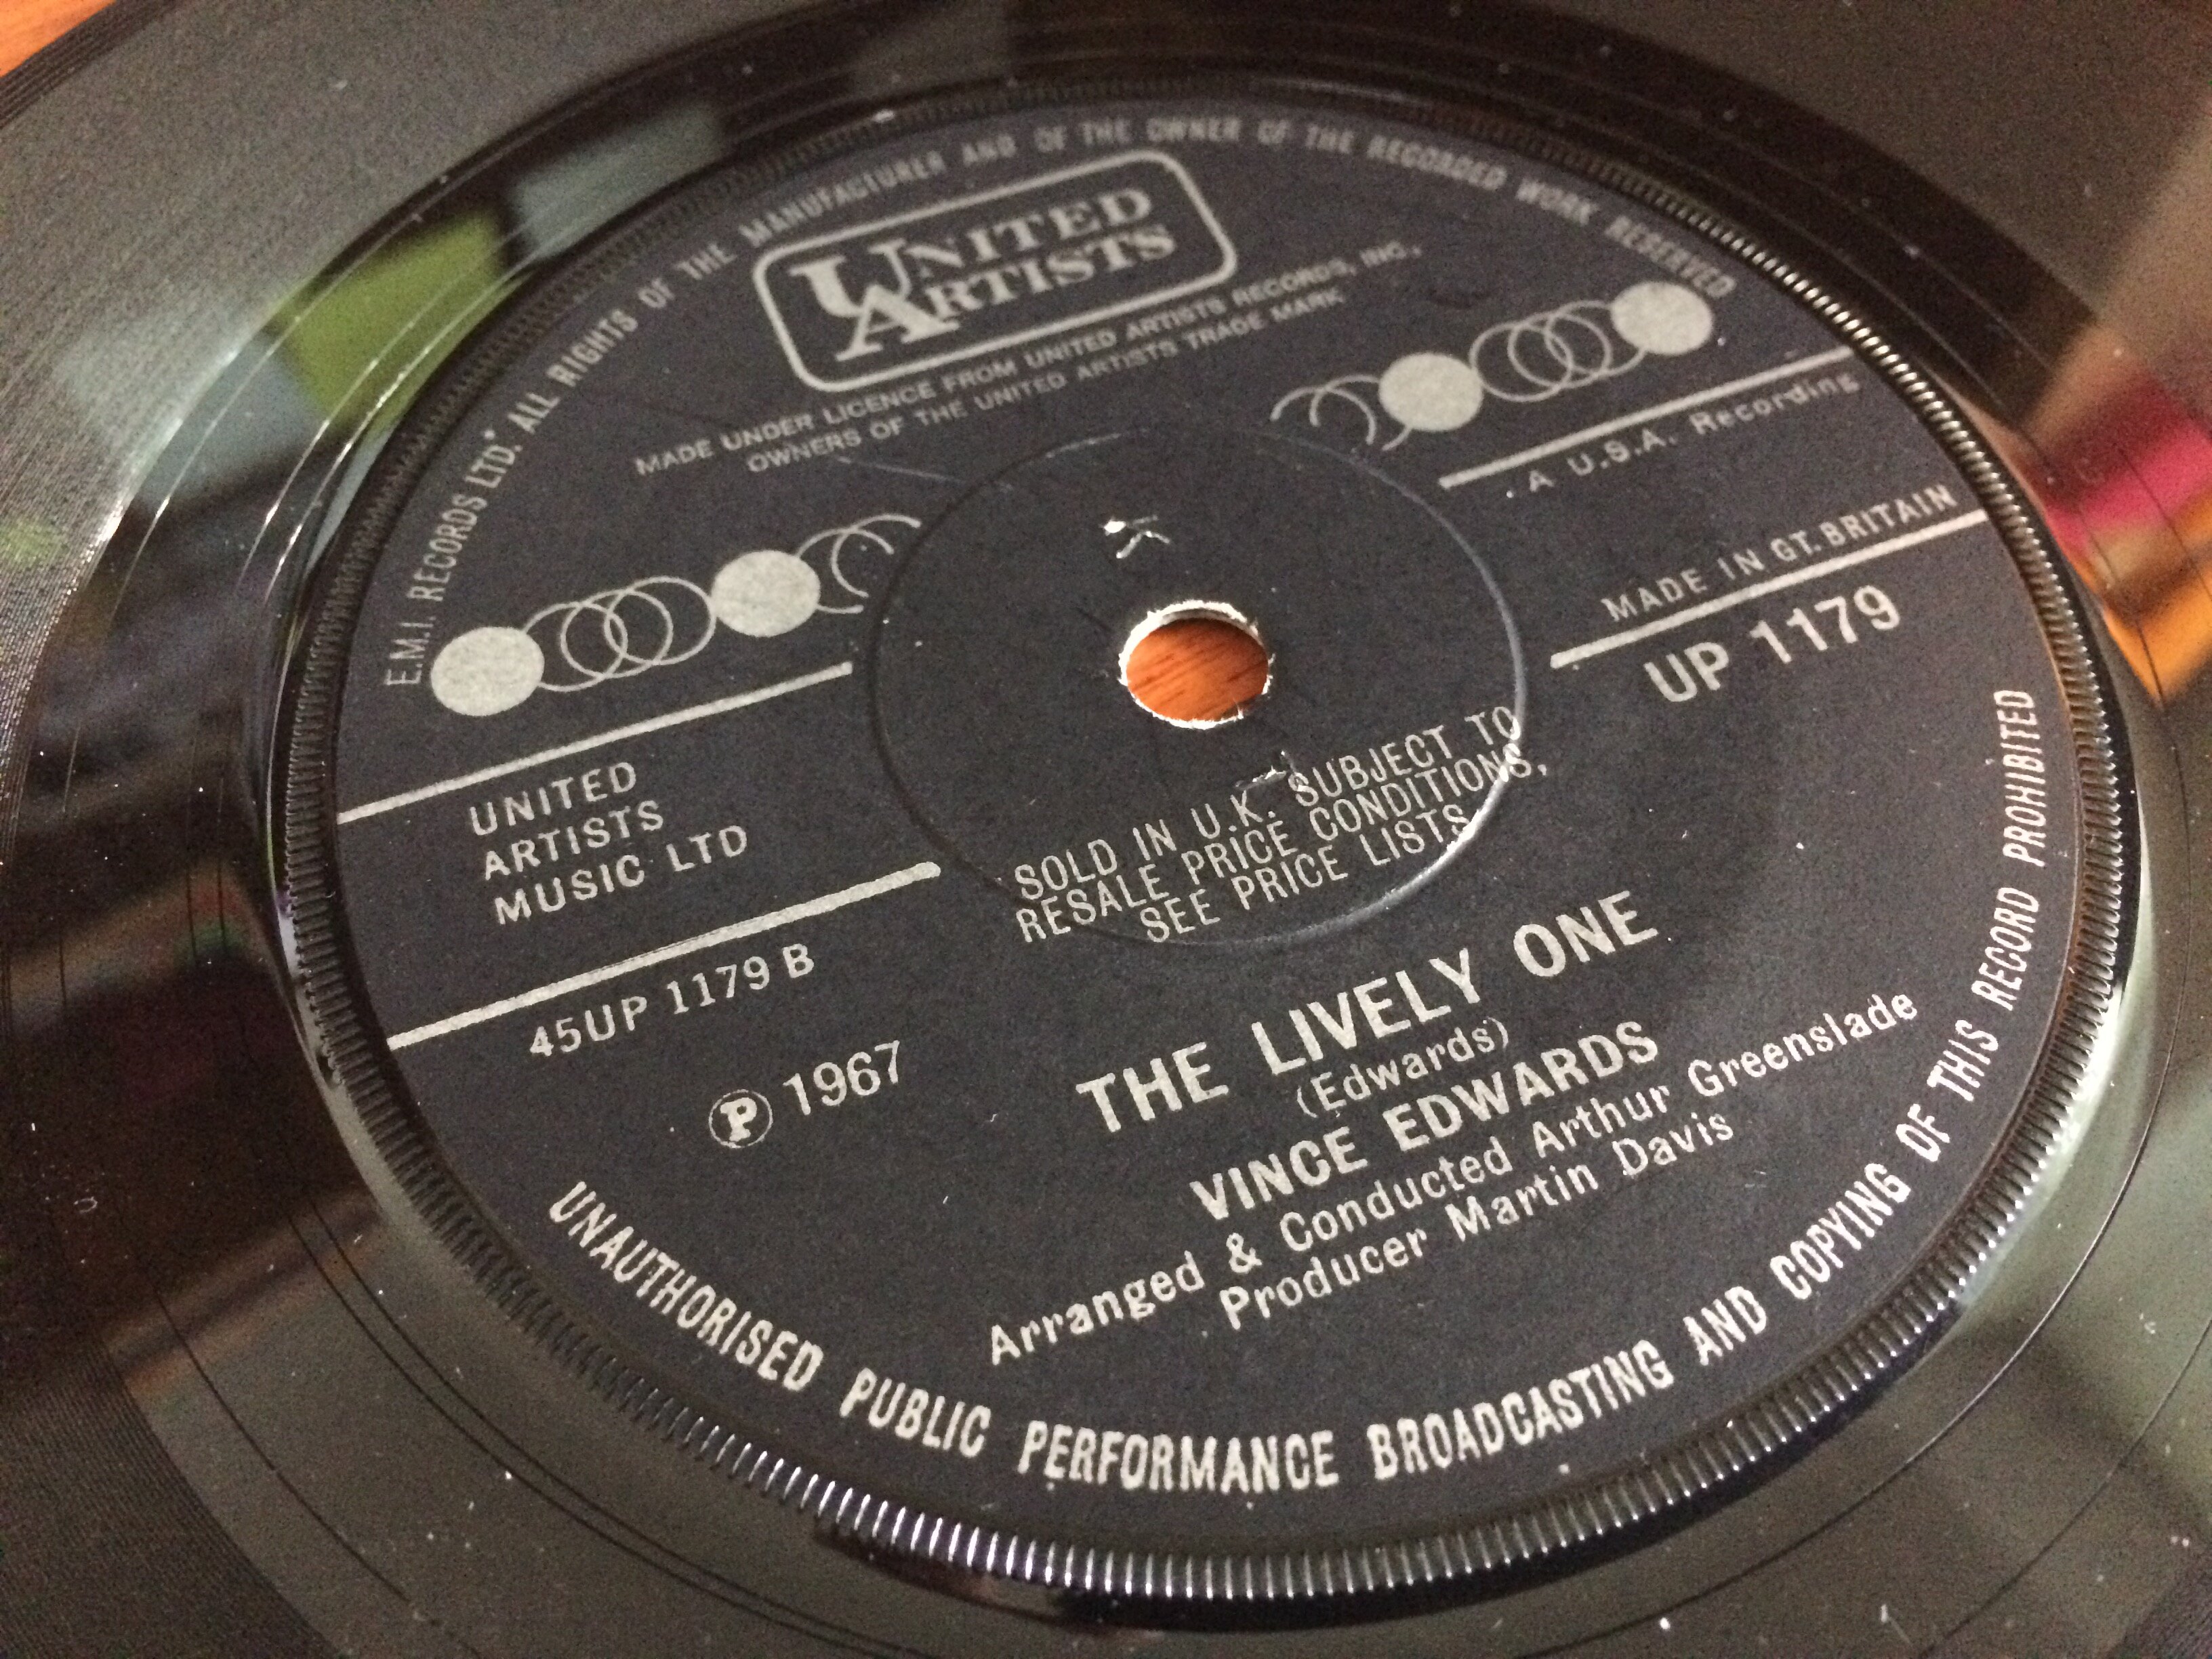 E.M.I. RECORDS LTD. ALL RIGHTS OF THE MANUFACTURER AND OF THE OWNER OF THE RECORDED WORK RESERVED
UNITED
ARTISTS
MADE UNDER LICENCE FROM UNITED ARTISTS RECORDS, INC.,
OWNERS OF THE UNITED ARTISTS TRADE MARK
A U.S.A. Recording
MADE IN GT. BRITAIN
UP 1179
UNITED
ARTISTS
MUSIC LTD
SOLD IN U.K. SUBJECT TO
RESALE PRICE CONDITIONS,
SEE PRICE LISTS
45UP 1179 B
℗ 1967
THE LIVELY ONE
(Edwards)
VINCE EDWARDS
Arranged & Conducted Arthur Greenslade
Producer Martin Davis
UNAUTHORISED PUBLIC PERFORMANCE BROADCASTING AND COPYING OF THIS RECORD PROHIBITED